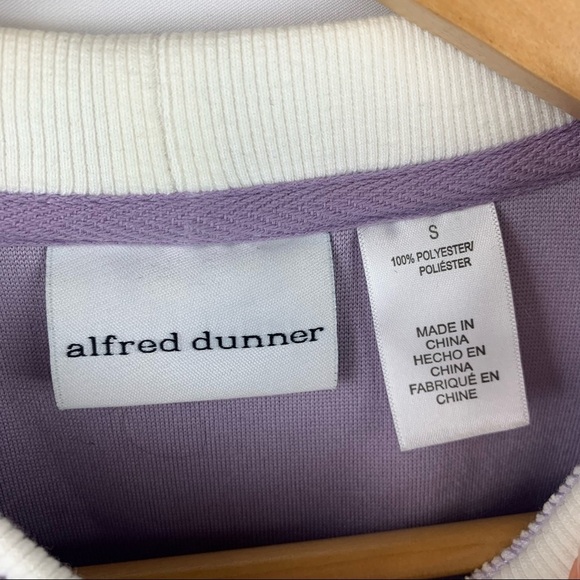 alfred dunner
S
100% POLYESTER/
POLIÉSTER
MADE IN
CHINA
HECHO EN
CHINA
FABRIQUÉ EN
CHINE